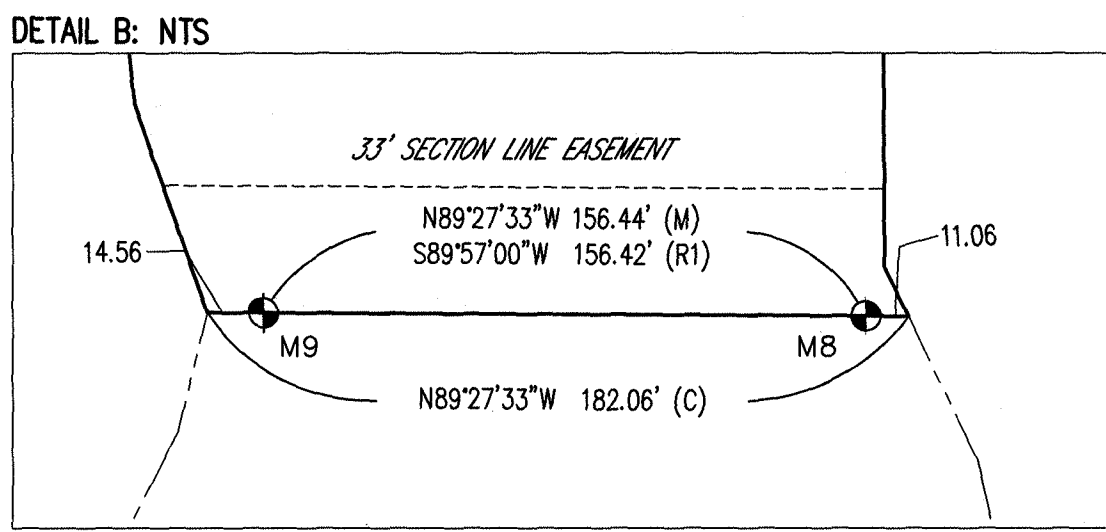 DETAIL B: NTS
33' SECTION LINE EASEMENT
N89°27'33"W 156.44' (M)
S89°57'00"W 156.42' (R1)
14.56
11.06
M9
M8
N89°27'33"W 182.06' (C)